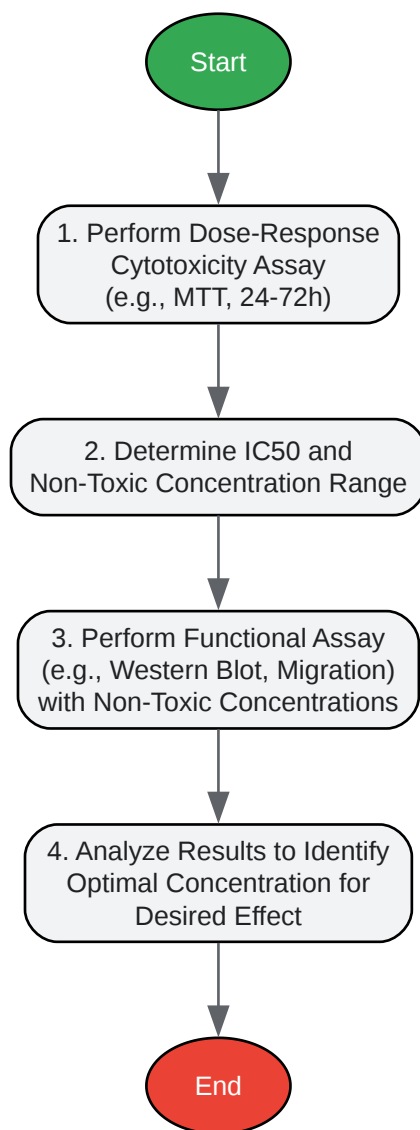 Start
1. Perform Dose-Response
Cytotoxicity Assay
(e.g., MTT, 24-72h)
2. Determine IC50 and
Non-Toxic Concentration Range
3. Perform Functional Assay
(e.g., Western Blot, Migration)
with Non-Toxic Concentrations
4. Analyze Results to Identify
Optimal Concentration for
Desired Effect
End